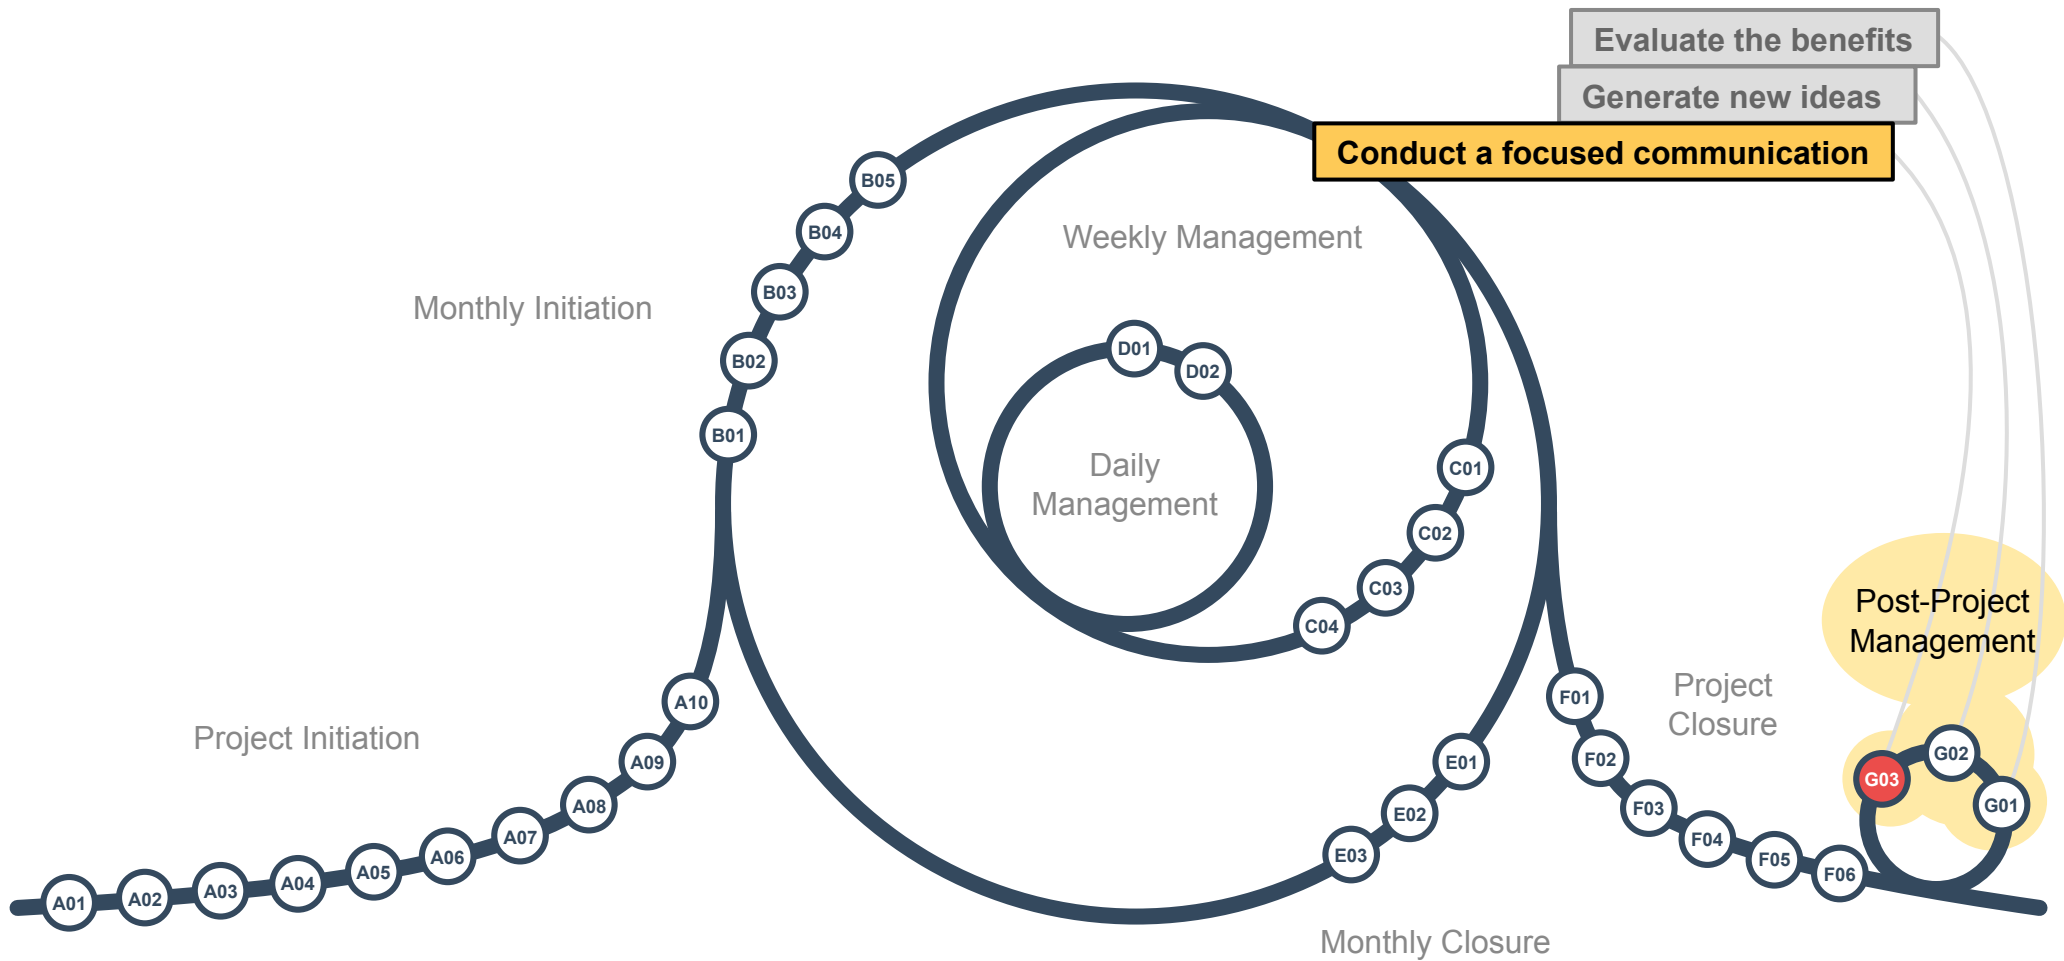 Evaluate the benefits
Generate new ideas
Conduct a focused communication
B05
B04
B03
B02
B01
Monthly Initiation
Weekly Management
D01
D02
Daily
Management
C01
C02
C03
C04
Post-Project
Management
Project Initiation
A01
A02
A03
A04
A05
A06
A07
A08
A09
A10
E01
E02
E03
Monthly Closure
Project
Closure
F01
F02
F03
F04
F05
F06
G03
G02
G01